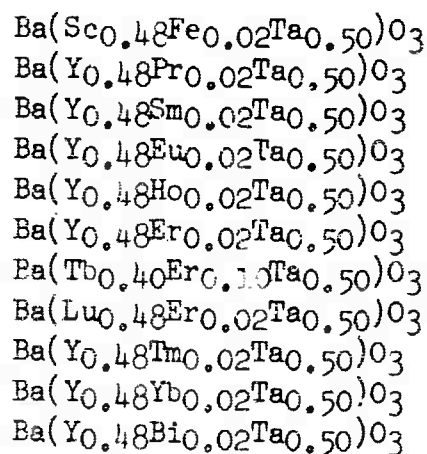 Ba(Sc0.48Fe0.02Ta0.50)O3
Ba(Y0.48Pr0.02Ta0.50)O3
Ba(Y0.48Sm0.02Ta0.50)O3
Ba(Y0.48Eu0.02Ta0.50)O3
Ba(Y0.48Ho0.02Ta0.50)O3
Ba(Y0.48Er0.02Ta0.50)O3
Ba(Tb0.40Er0.10Ta0.50)O3
Ba(Lu0.48Er0.02Ta0.50)O3
Ba(Y0.48Tm0.02Ta0.50)O3
Ba(Y0.48Yb0.02Ta0.50)O3
Ba(Y0.48Bi0.02Ta0.50)O3